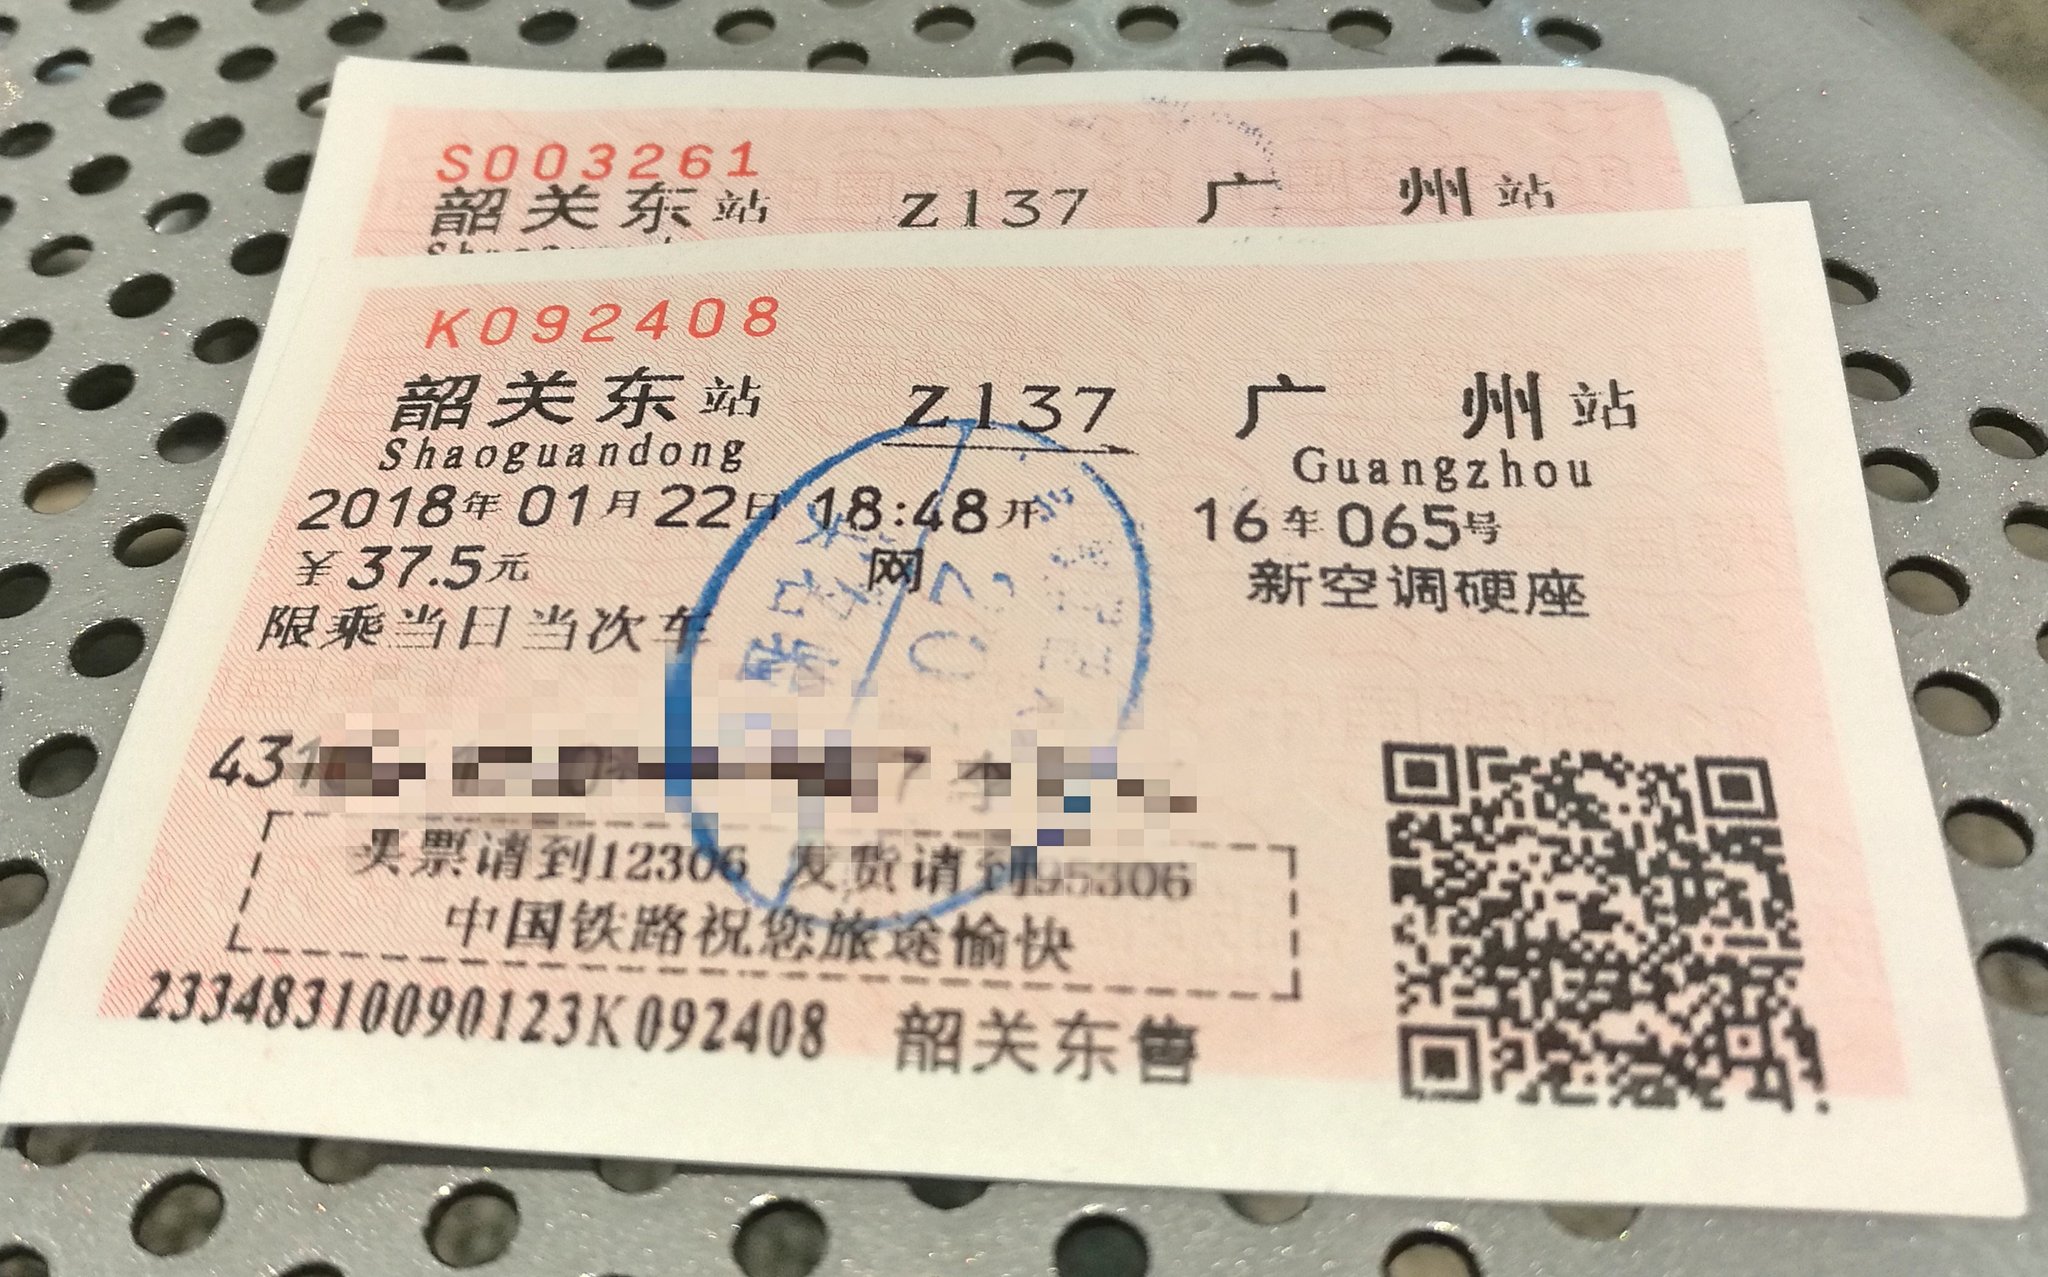 S003261
韶关东站 Z137 广州站
K092408
韶关东站 Z137 广州站
Shaoguandong Guangzhou
2018年01月22日 18:48开 16车065号
¥37.5元 网 新空调硬座
限乘当日当次车
买票请到12306 发货请到95306
中国铁路祝您旅途愉快
23348310090123K092408 韶关东售